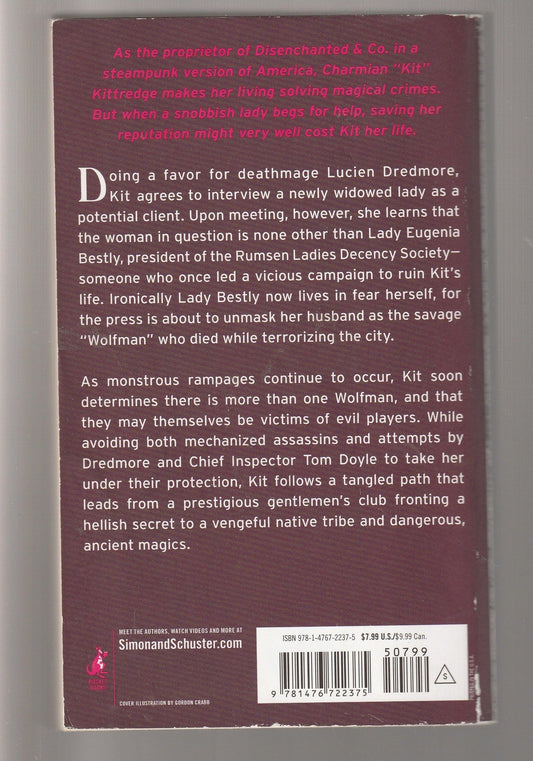 As the proprietor of Disenchanted & Co. in a
steampunk version of America, Charmian "Kit"
Kittredge makes her living solving magical crimes.
But when a snobbish lady begs for help, saving her
reputation might very well cost Kit her life.
Doing a favor for deathmage Lucien Dredmore,
Kit agrees to interview a newly widowed lady as a
potential client. Upon meeting, however, she learns that
the woman in question is none other than Lady Eugenia
Bestly, president of the Rumsen Ladies Decency Society—
someone who once led a vicious campaign to ruin Kit's
life. Ironically Lady Bestly now lives in fear herself, for
the press is about to unmask her husband as the savage
"Wolfman" who died while terrorizing the city.
As monstrous rampages continue to occur, Kit soon
determines there is more than one Wolfman, and that
they may themselves be victims of evil players. While
avoiding both mechanized assassins and attempts by
Dredmore and Chief Inspector Tom Doyle to take her
under their protection, Kit follows a tangled path that
leads from a prestigious gentlemen's club fronting a
hellish secret to a vengeful native tribe and dangerous,
ancient magics.
MEET THE AUTHORS, WATCH VIDEOS AND MORE AT
SimonandSchuster.com
POCKET BOOKS
COVER ILLUSTRATION BY GORDON CRABB
ISBN 978-1-4767-2237-5 $7.99 U.S./$9.99 Can.
50799
9 781476 722375
S